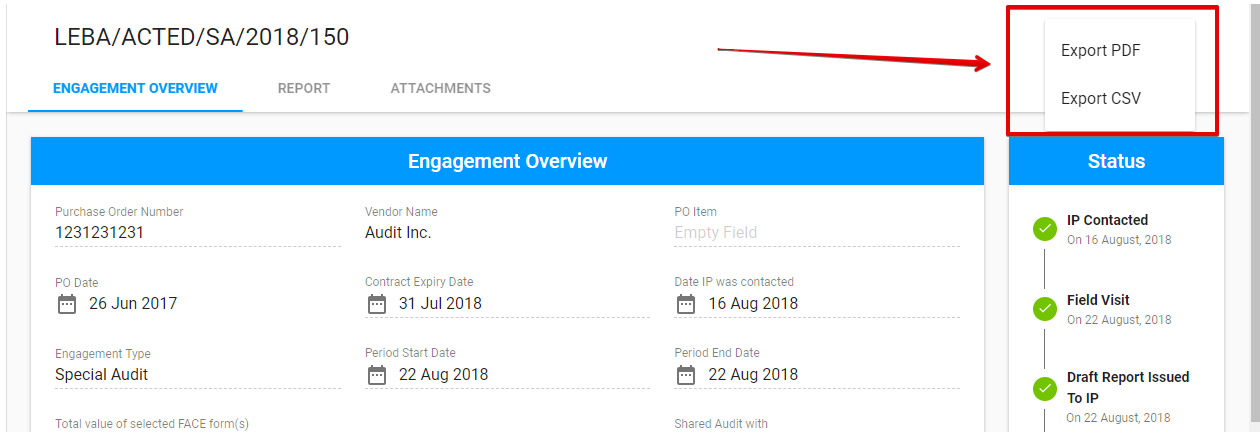 LEBA/ACTED/SA/2018/150
Export PDF
Export CSV
ENGAGEMENT OVERVIEW REPORT ATTACHMENTS
Engagement Overview
Purchase Order Number Vendor Name PO Item
1231231231 Audit Inc. Empty Field
PO Date Contract Expiry Date Date IP was contacted
26 Jun 2017 31 Jul 2018 16 Aug 2018
Engagement Type Period Start Date Period End Date
Special Audit 22 Aug 2018 22 Aug 2018
Total value of selected FACE form(s) Shared Audit with
Status
IP Contacted
On 16 August, 2018
Field Visit
On 22 August, 2018
Draft Report Issued
To IP
On 22 August, 2018